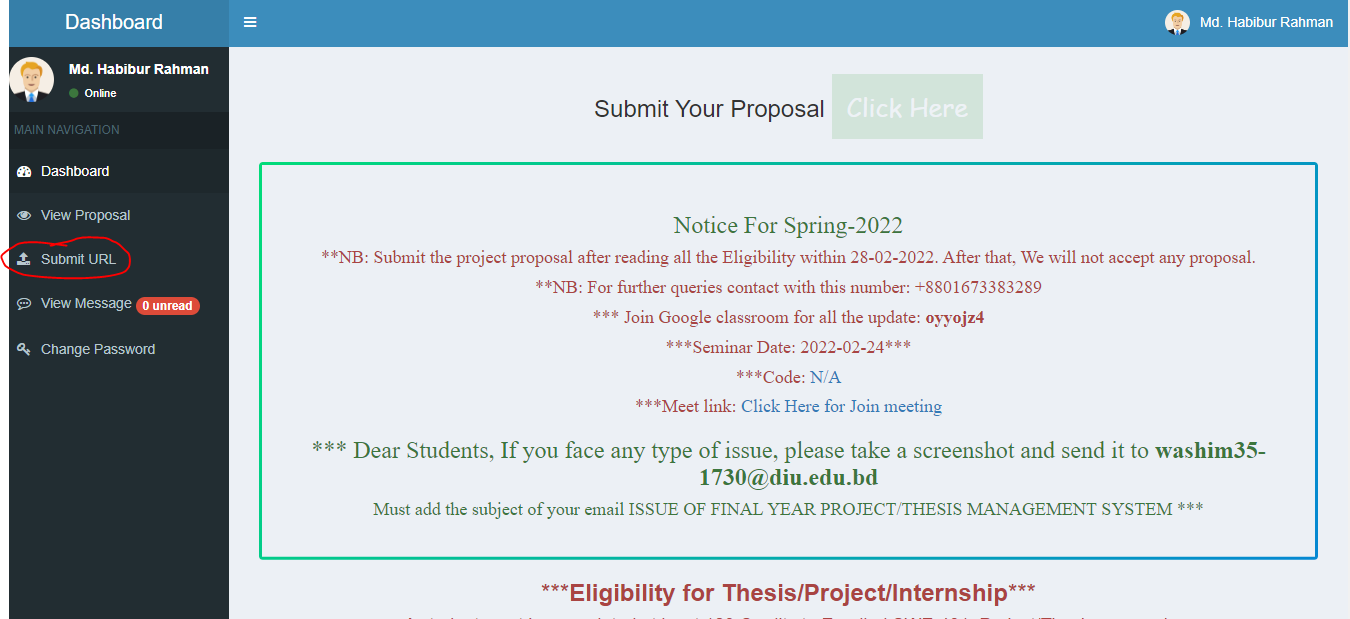 Dashboard
Md. Habibur Rahman
Md. Habibur Rahman
Online
MAIN NAVIGATION
Dashboard
View Proposal
Submit URL
View Message 0 unread
Change Password
Submit Your Proposal Click Here
Notice For Spring-2022
**NB: Submit the project proposal after reading all the Eligibility within 28-02-2022. After that, We will not accept any proposal.
**NB: For further queries contact with this number: +8801673383289
*** Join Google classroom for all the update: oyyojz4
***Seminar Date: 2022-02-24***
***Code: N/A
***Meet link: Click Here for Join meeting
*** Dear Students, If you face any type of issue, please take a screenshot and send it to washim35-
1730@diu.edu.bd
Must add the subject of your email ISSUE OF FINAL YEAR PROJECT/THESIS MANAGEMENT SYSTEM ***
***Eligibility for Thesis/Project/Internship***